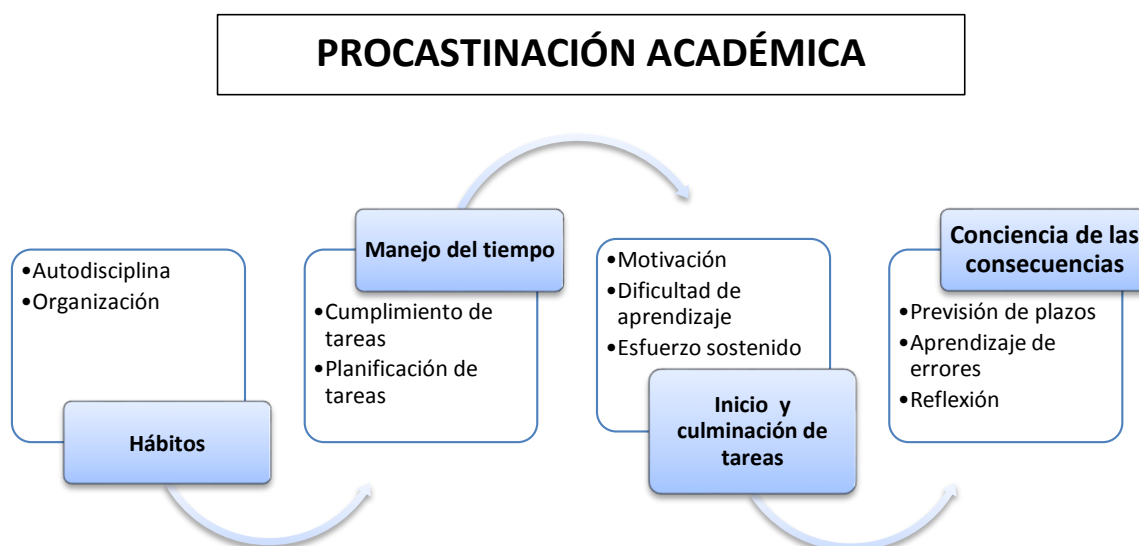 PROCASTINACIÓN ACADÉMICA
•Autodisciplina
•Organización
Hábitos
Manejo del tiempo
•Cumplimiento de
tareas
•Planificación de
tareas
•Motivación
•Dificultad de
aprendizaje
•Esfuerzo sostenido
Inicio y
culminación de
tareas
Conciencia de las
consecuencias
•Previsión de plazos
•Aprendizaje de
errores
•Reflexión